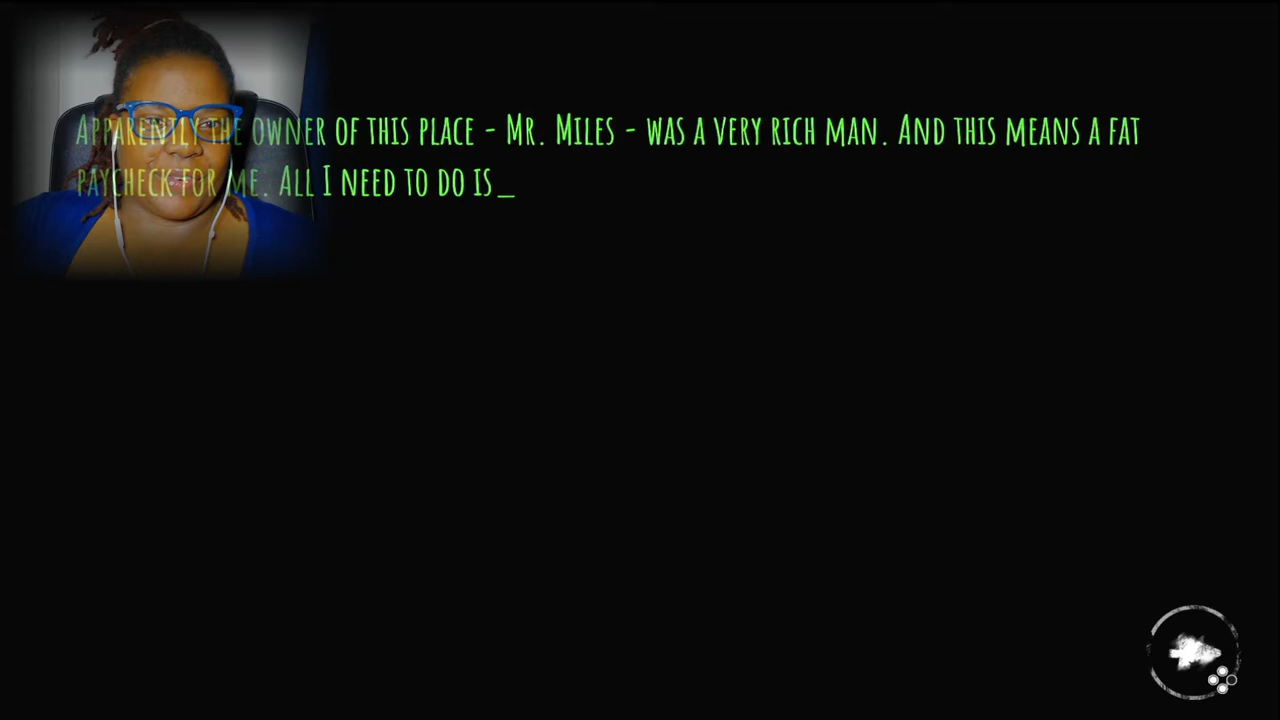 Apparently the owner of this place - Mr. Miles - was a very rich man. And this means a fat
paycheck for me. All I need to do is_